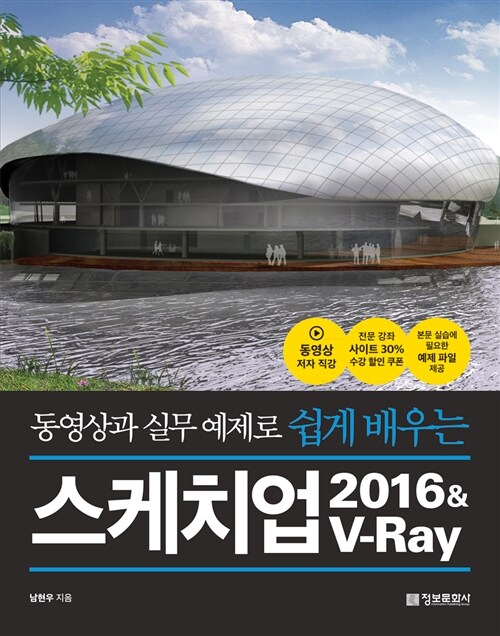 동영상
저자 직강
전문 강좌
사이트 30%
수강 할인 쿠폰
본문 실습에
필요한
예제 파일
제공
동영상과 실무 예제로 쉽게 배우는
스케치업 2016 &
V-Ray
남현우 지음
정보문화사
Information Publishing Group